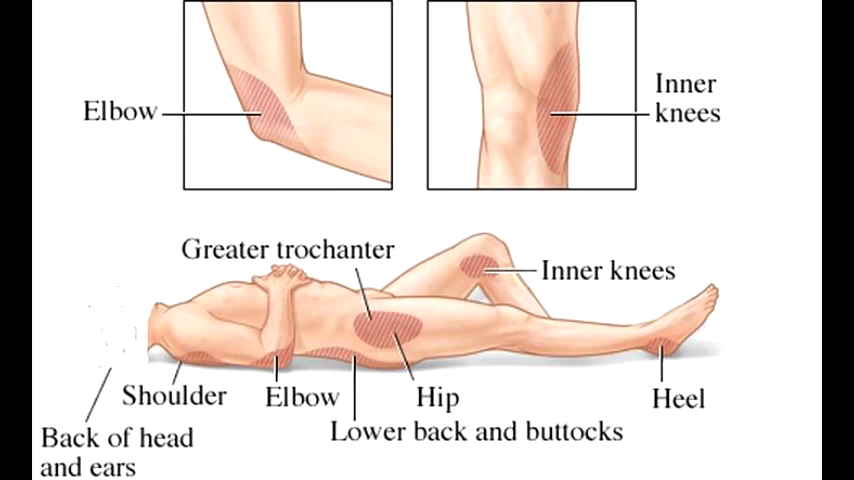 Elbow
Inner
knees
Greater trochanter
Inner knees
Shoulder
Elbow
Hip
Heel
Lower back and buttocks
Back of head
and ears